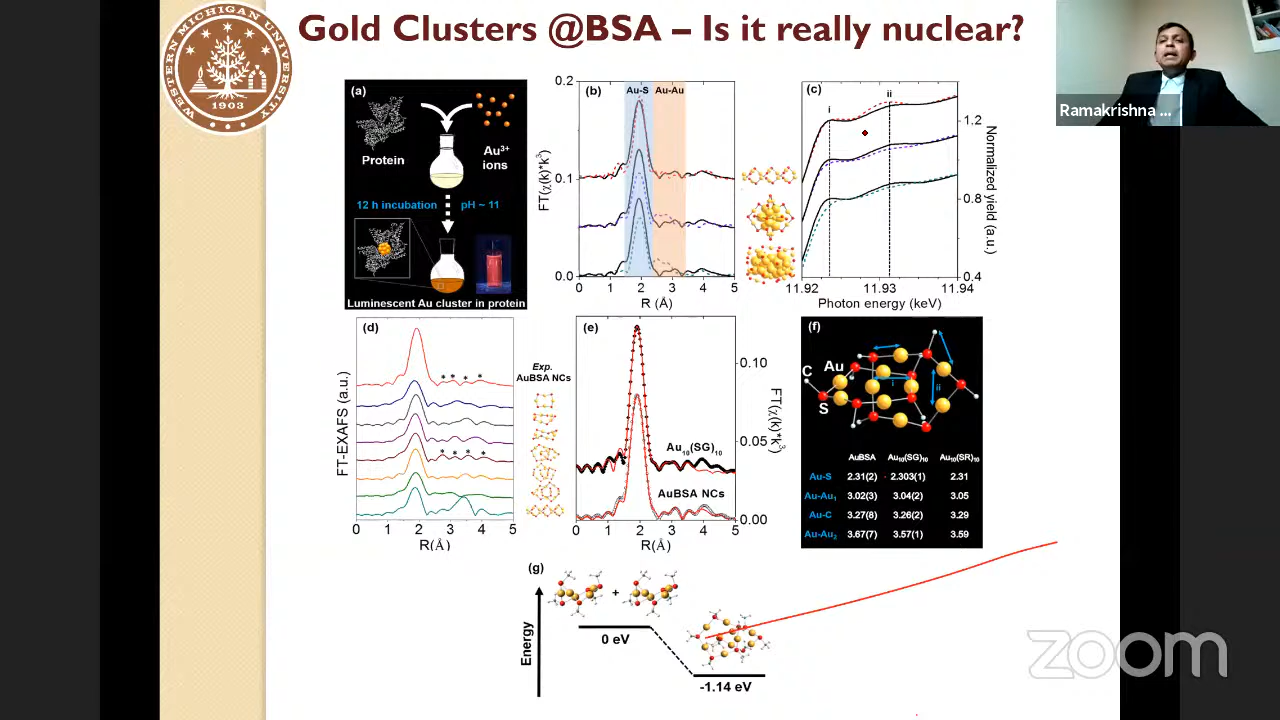 Gold Clusters @BSA – Is it really nuclear?
WESTERN MICHIGAN UNIVERSITY
1903
Ramakrishna ...
(a)
Protein
Au3+
ions
12 h incubation
pH ~ 11
Luminescent Au cluster in protein
(b)
Au-S
Au-Au
0.2
0.1
0.0
FT(χ(k)*k3)
0 1 2 3 4 5
R (Å)
(c)
i
ii
1.2
0.8
0.4
Normalized yield (a.u.)
11.92 11.93 11.94
Photon energy (keV)
(d)
* * * *
* * * *
FT-EXAFS (a.u.)
0 1 2 3 4 5
R(Å)
Exp.
AuBSA NCs
(e)
Au10(SG)10
AuBSA NCs
0.10
0.05
0.00
FT(χ(k)*k3)
0 1 2 3 4 5
R(Å)
(f)
Au
C
S
i
ii
AuBSA Au10(SG)10 Au10(SR)10
Au-S 2.31(2) 2.303(1) 2.31
Au-Au1 3.02(3) 3.04(2) 3.05
Au-C 3.27(8) 3.26(2) 3.29
Au-Au2 3.67(7) 3.57(1) 3.59
(g)
Energy
+
0 eV
-1.14 eV
zoom